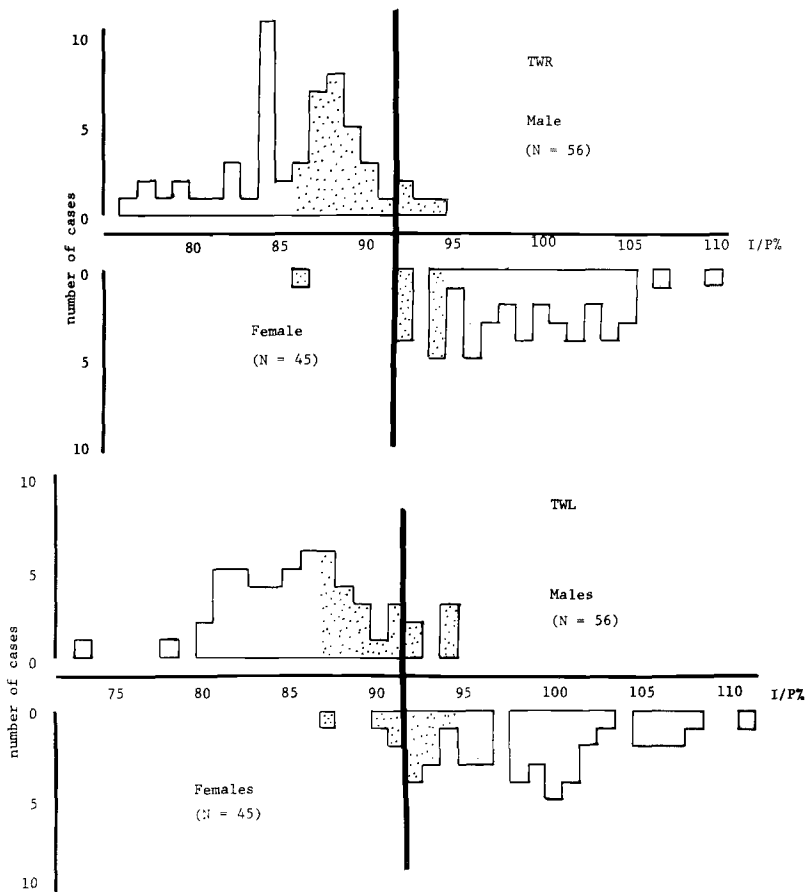 10
TWR
Male
(N = 56)
5
number of cases
0
80 85 90 95 100 105 110 I/P%
0
Female
(N = 45)
5
10
10
TWL
5
Males
(N = 56)
number of cases
0
75 80 85 90 95 100 105 110 I/P%
0
Females
(N = 45)
5
10